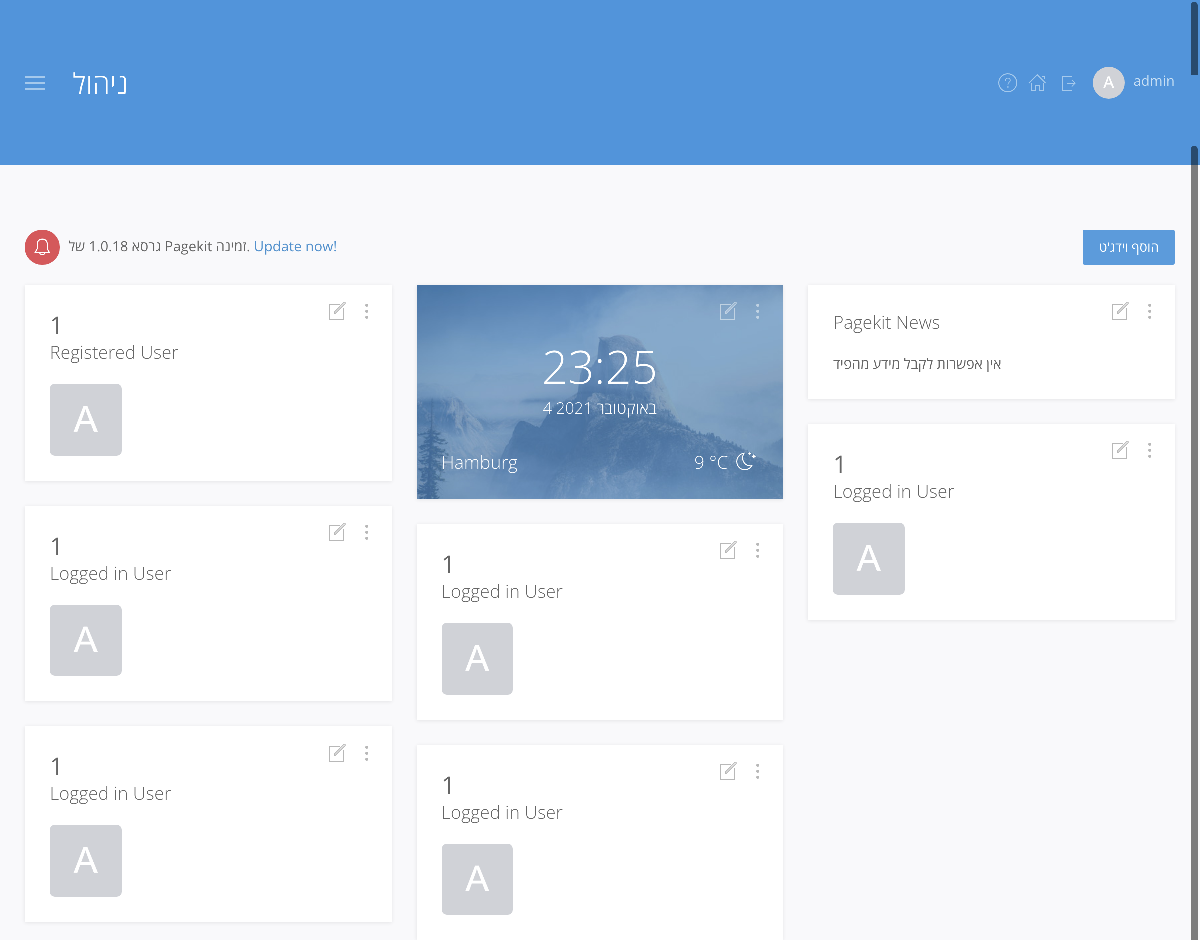 ניהול
A admin
גרסא 1.0.18 של Pagekit זמינה. Update now!
הוסף וידג'ט
1
Registered User
A
1
Logged in User
A
1
Logged in User
A
23:25
4 באוקטובר 2021
Hamburg 9 °C
1
Logged in User
A
1
Logged in User
A
Pagekit News
אין אפשרות לקבל מידע מהפיד
1
Logged in User
A